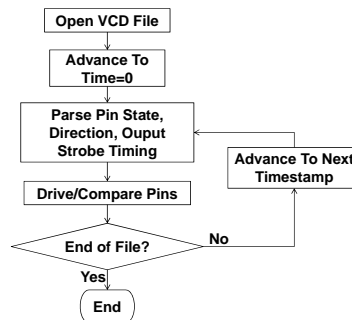 Open VCD File
Advance To
Time=0
Parse Pin State,
Direction, Ouput
Strobe Timing
Advance To Next
Timestamp
Drive/Compare Pins
End of File?
No
Yes
End